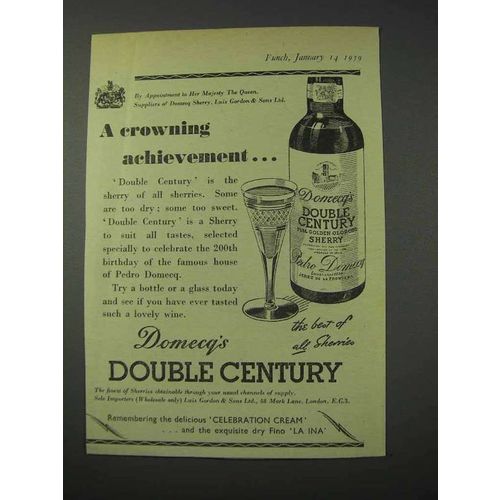 Punch, January 14 1959
By Appointment to Her Majesty The Queen.
Suppliers of Domecq Sherry, Luis Gordon & Sons Ltd.
A crowning
achievement...
'Double Century' is the
sherry of all sherries. Some
are too dry; some too sweet.
'Double Century' is a Sherry
to suit all tastes, selected
specially to celebrate the 200th
birthday of the famous house
of Pedro Domecq.
Try a bottle or a glass today
and see if you have ever tasted
such a lovely wine.
Domecq's
DOUBLE
CENTURY
SHERRY
Pedro Domecq
JEREZ DE LA FRONTERA
the best of
all Sherries
Domecq's
DOUBLE CENTURY
The finest of Sherries obtainable through your usual channels of supply.
Sole Importers (Wholesale only) Luis Gordon & Sons Ltd., 58 Mark Lane, London, E.C.3.
Remembering the delicious 'CELEBRATION CREAM'
... and the exquisite dry Fino 'LA INA'